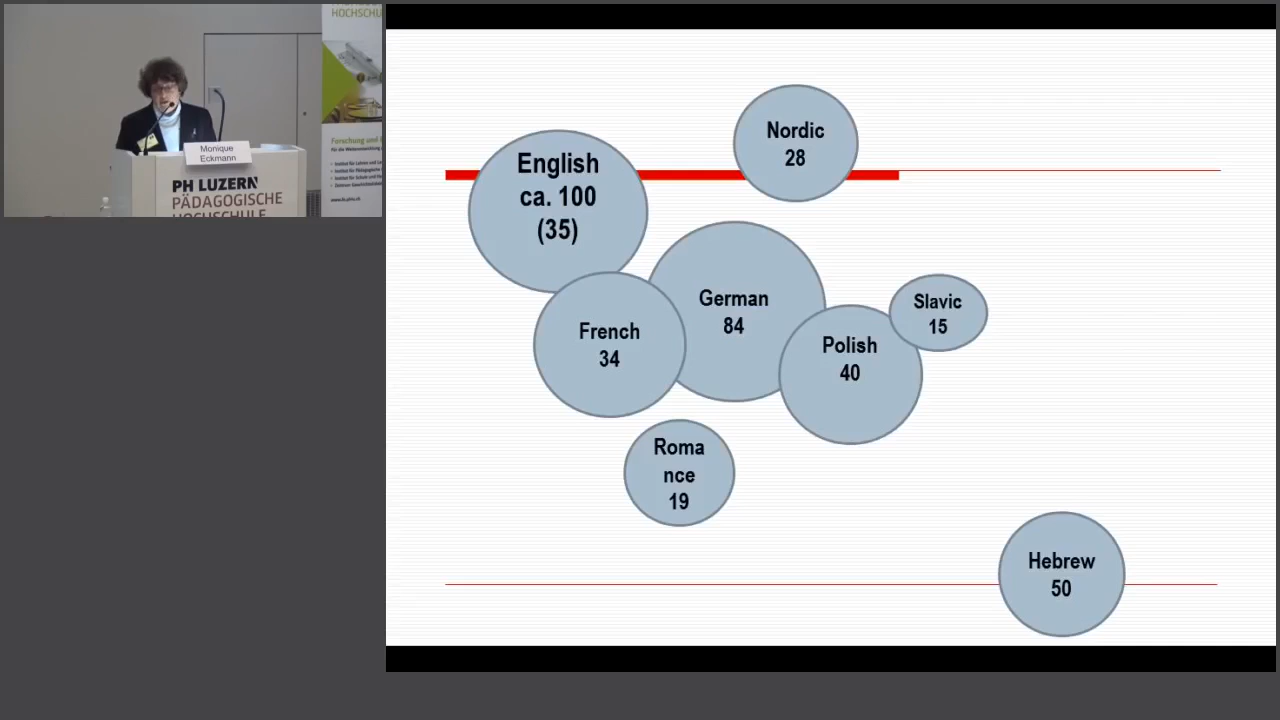 HOCHSCHULE
Forschung und
Monique
Eckmann
PH LUZERN
PÄDAGOGISCHE
HOCHSCHULE
Nordic
28
English
ca. 100
(35)
German
84
Slavic
15
French
34
Polish
40
Roma
nce
19
Hebrew
50